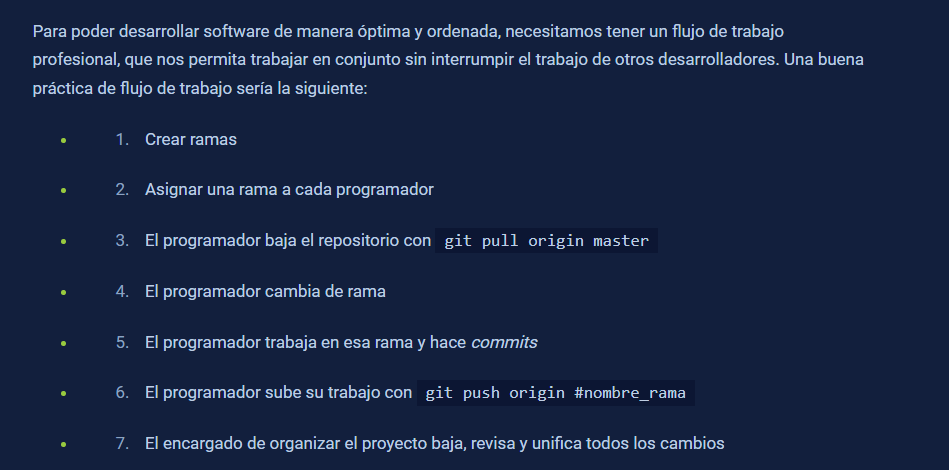 Para poder desarrollar software de manera óptima y ordenada, necesitamos tener un flujo de trabajo
profesional, que nos permita trabajar en conjunto sin interrumpir el trabajo de otros desarrolladores. Una buena
práctica de flujo de trabajo sería la siguiente:
1. Crear ramas
2. Asignar una rama a cada programador
3. El programador baja el repositorio con git pull origin master
4. El programador cambia de rama
5. El programador trabaja en esa rama y hace commits
6. El programador sube su trabajo con git push origin #nombre_rama
7. El encargado de organizar el proyecto baja, revisa y unifica todos los cambios